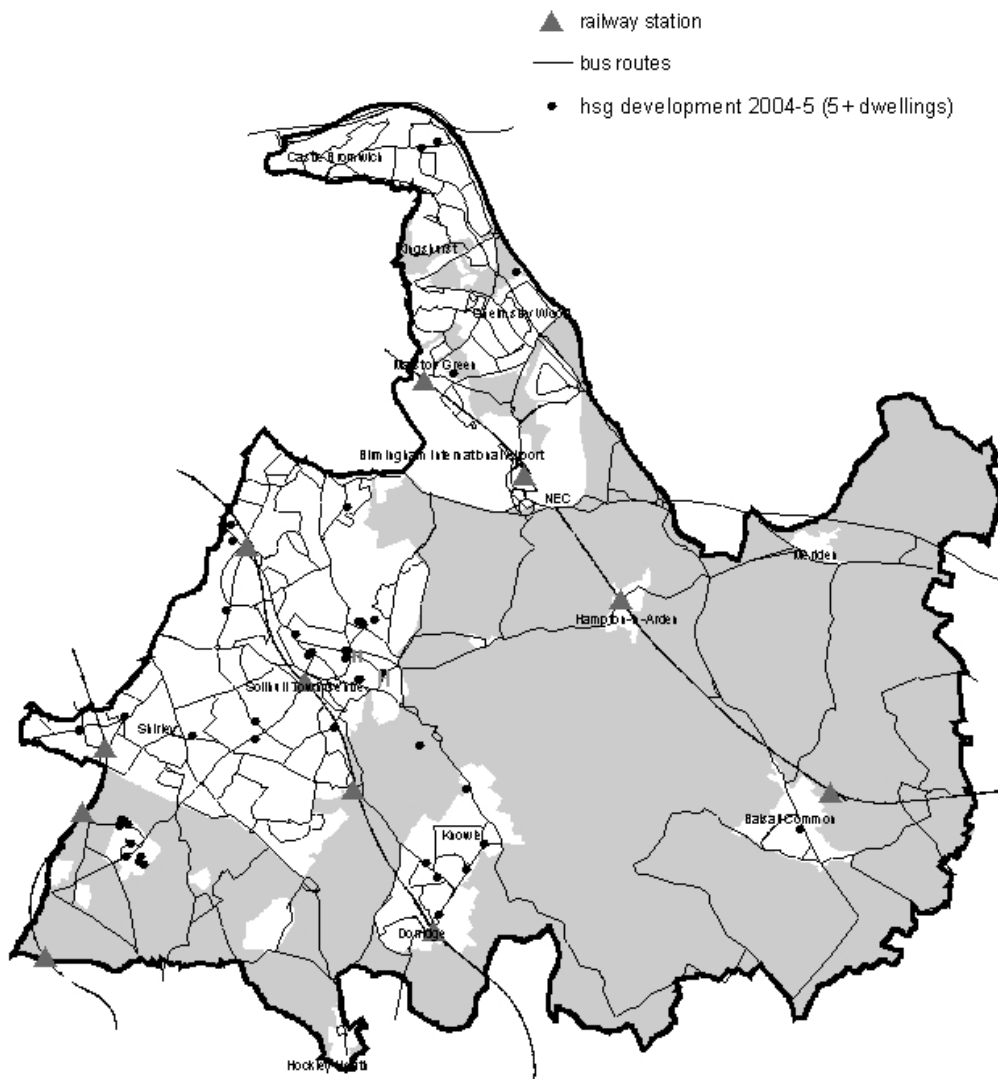 railway station
bus routes
hsg development 2004-5 (5+ dwellings)
Castle Bromwich
Kingshurst
Chelmsley Wood
Marston Green
Birmingham International Airport
NEC
Meriden
Hampton-in-Arden
Solihull Town Centre
Shirley
Balsall Common
Knowle
Dorridge
Hockley Heath